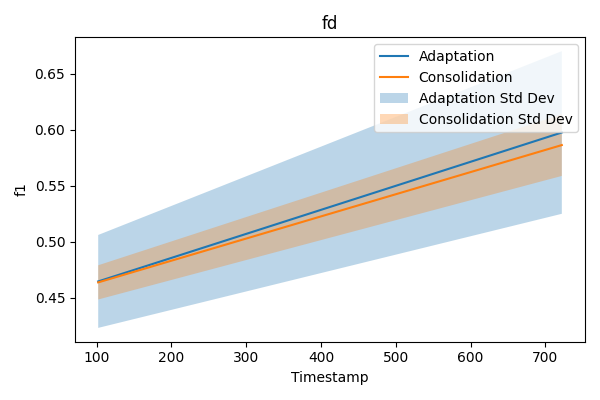 fd
Adaptation
Consolidation
Adaptation Std Dev
Consolidation Std Dev
f1
0.65
0.60
0.55
0.50
0.45
100 200 300 400 500 600 700
Timestamp